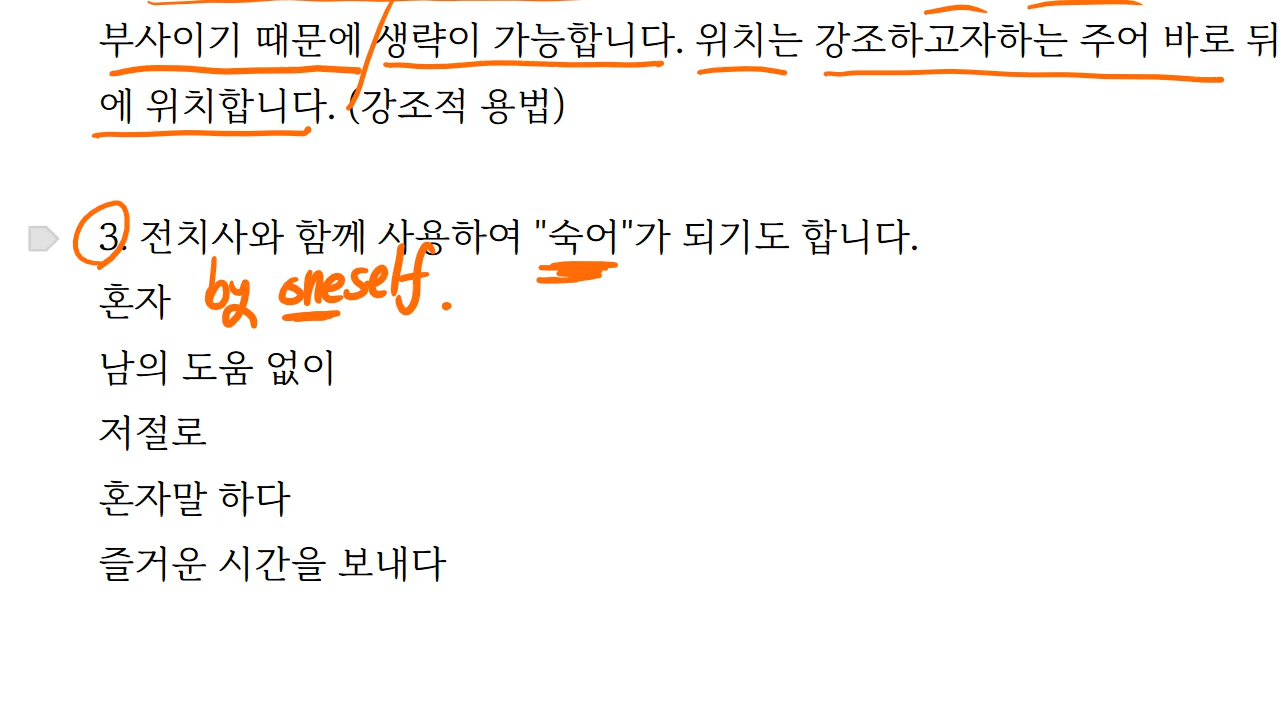 부사이기 때문에 생략이 가능합니다. 위치는 강조하고자하는 주어 바로 뒤
에 위치합니다. (강조적 용법)
3. 전치사와 함께 사용하여 "숙어"가 되기도 합니다.
혼자 by oneself.
남의 도움 없이
저절로
혼자말 하다
즐거운 시간을 보내다